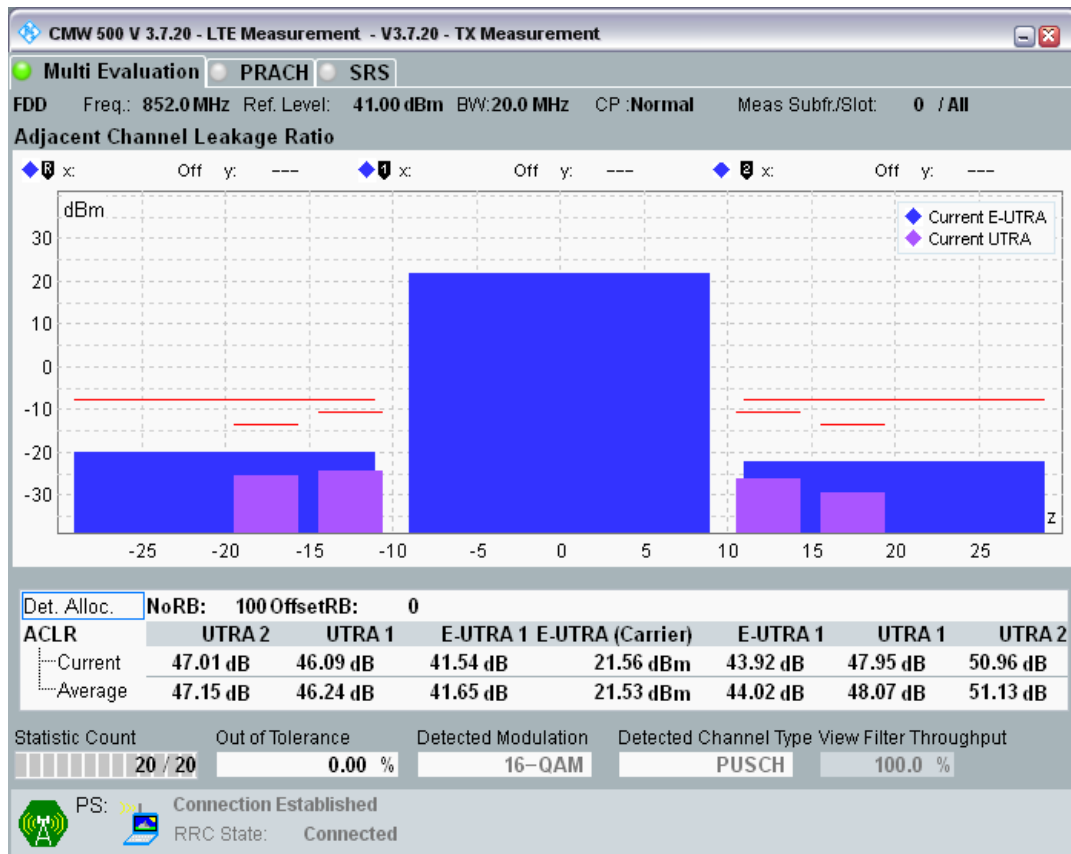 CMW 500 V 3.7.20 - LTE Measurement - V3.7.20 - TX Measurement
Multi Evaluation PRACH SRS
FDD Freq.: 852.0 MHz Ref. Level: 41.00 dBm BW:20.0 MHz CP :Normal Meas Subfr./Slot: 0 / All
Adjacent Channel Leakage Ratio
R x: Off y: --- 1 x: Off y: --- 2 x: Off y: ---
dBm
Current E-UTRA
Current UTRA
30
20
10
0
-10
-20
-30
z
-25 -20 -15 -10 -5 0 5 10 15 20 25
Det. Alloc. NoRB: 100 OffsetRB: 0
ACLR UTRA 2 UTRA 1 E-UTRA 1 E-UTRA (Carrier) E-UTRA 1 UTRA 1 UTRA 2
Current 47.01 dB 46.09 dB 41.54 dB 21.56 dBm 43.92 dB 47.95 dB 50.96 dB
Average 47.15 dB 46.24 dB 41.65 dB 21.53 dBm 44.02 dB 48.07 dB 51.13 dB
Statistic Count Out of Tolerance Detected Modulation Detected Channel Type View Filter Throughput
20 / 20 0.00 % 16-QAM PUSCH 100.0 %
PS: Connection Established
RRC State: Connected